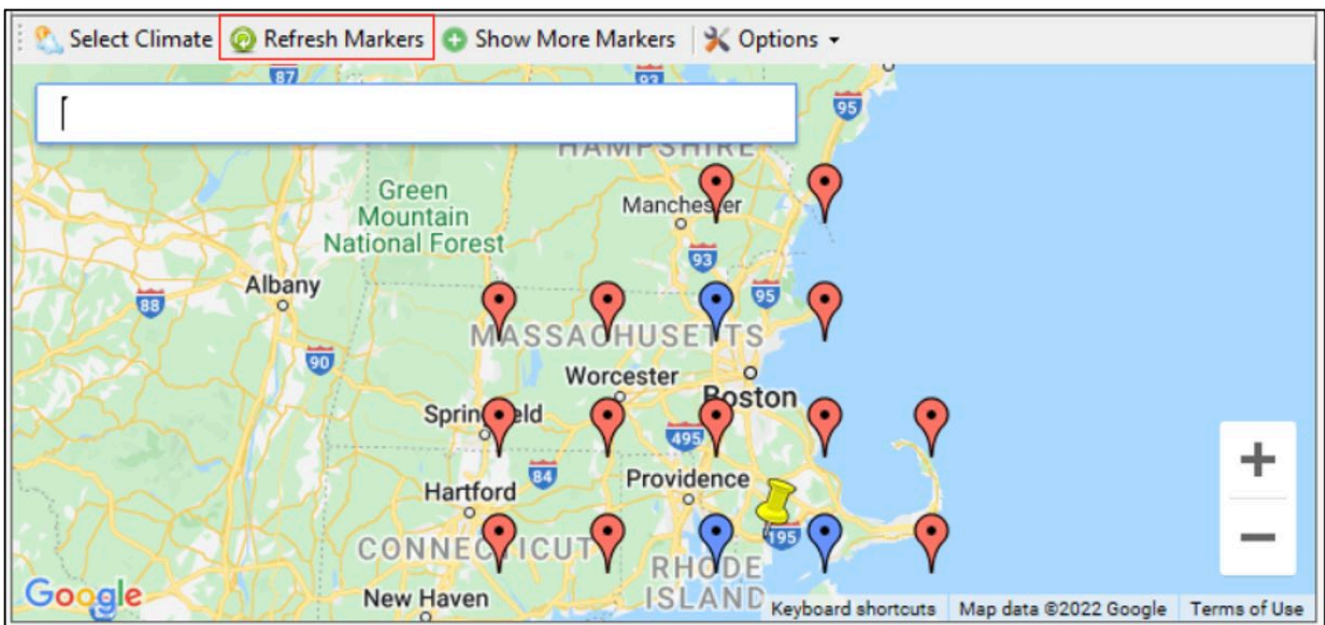 Select Climate Refresh Markers Show More Markers Options
87
93
95
HAMPSHIRE
Green
Mountain
National Forest
Manchester
93
Albany
88
95
MASSACHUSETTS
90
Worcester
Boston
Springfield
495
84
Providence
Hartford
195
CONNECTICUT
RHODE
ISLAND
New Haven
Google
Keyboard shortcuts Map data ©2022 Google Terms of Use